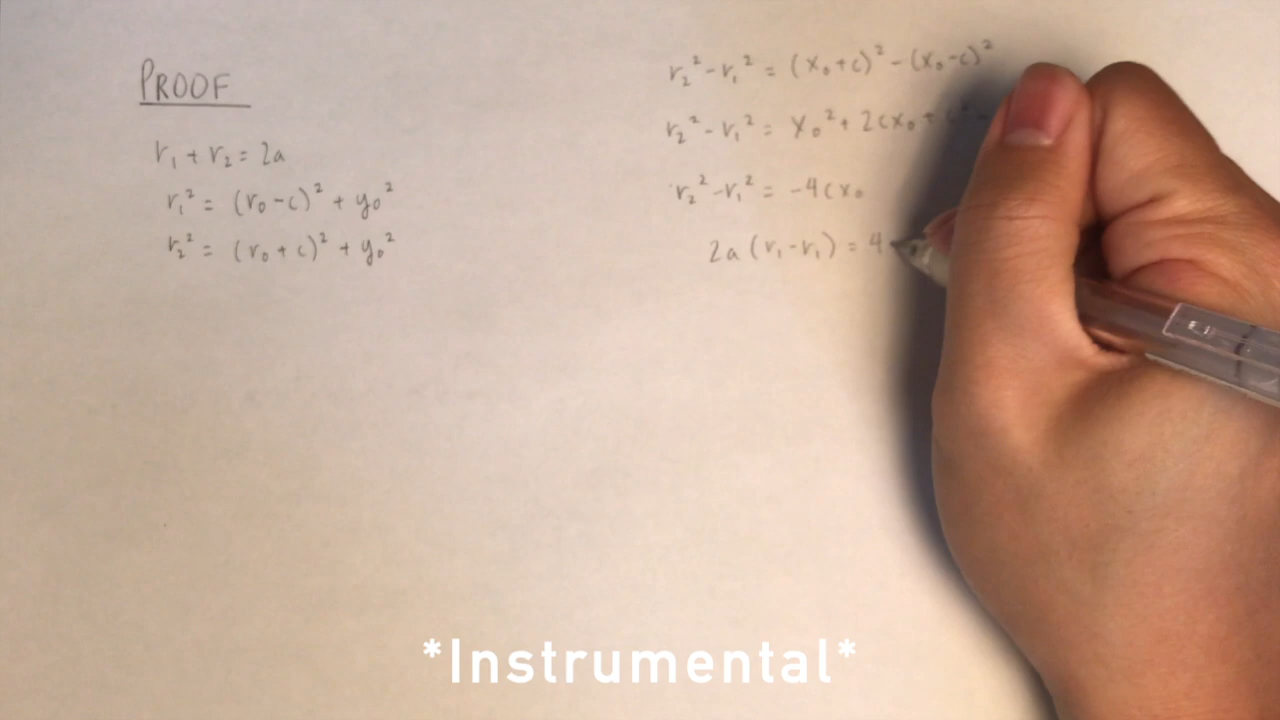 PROOF
r₁ + r₂ = 2a
r₁² = (r₀-c)² + y₀²
r₂² = (r₀+c)² + y₀²
r₂² - r₁² = (x₀+c)² - (x₀-c)²
r₂² - r₁² = x₀² + 2cx₀ + c² -
r₂² - r₁² = -4cx₀
2a(r₁-r₁) = 4
*Instrumental*